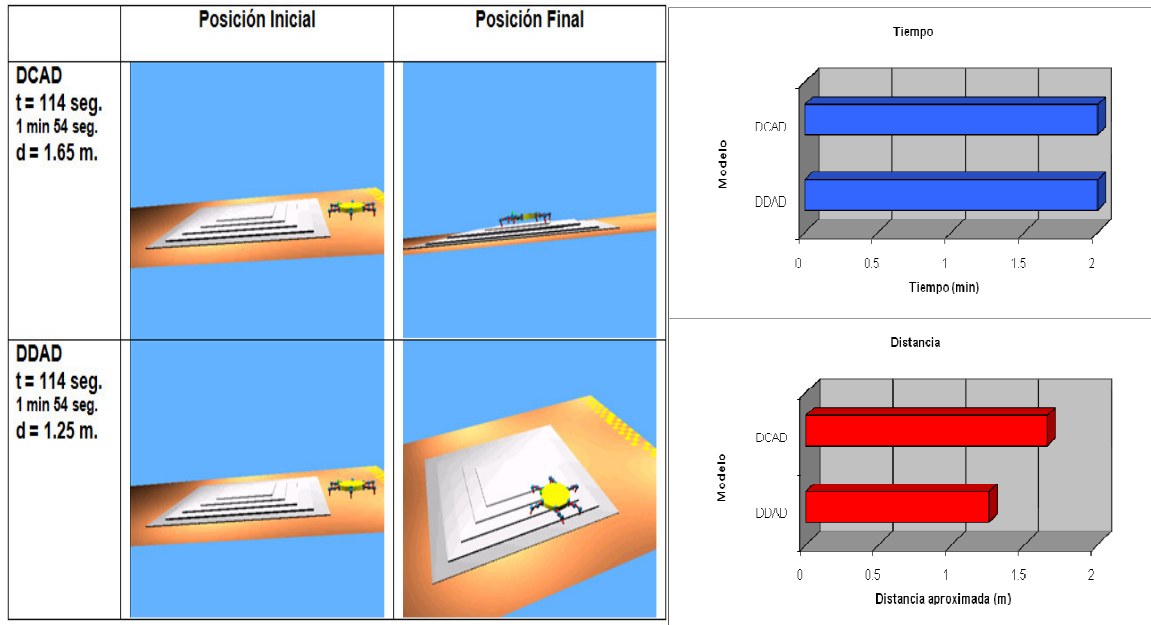 Posición Inicial
Posición Final
DCAD
t = 114 seg.
1 min 54 seg.
d = 1.65 m.
DDAD
t = 114 seg.
1 min 54 seg.
d = 1.25 m.
Tiempo
Modelo
DCAD
DDAD
0 0.5 1 1.5 2
Tiempo (min)
Distancia
Modelo
DCAD
DDAD
0 0.5 1 1.5 2
Distancia aproximada (m)